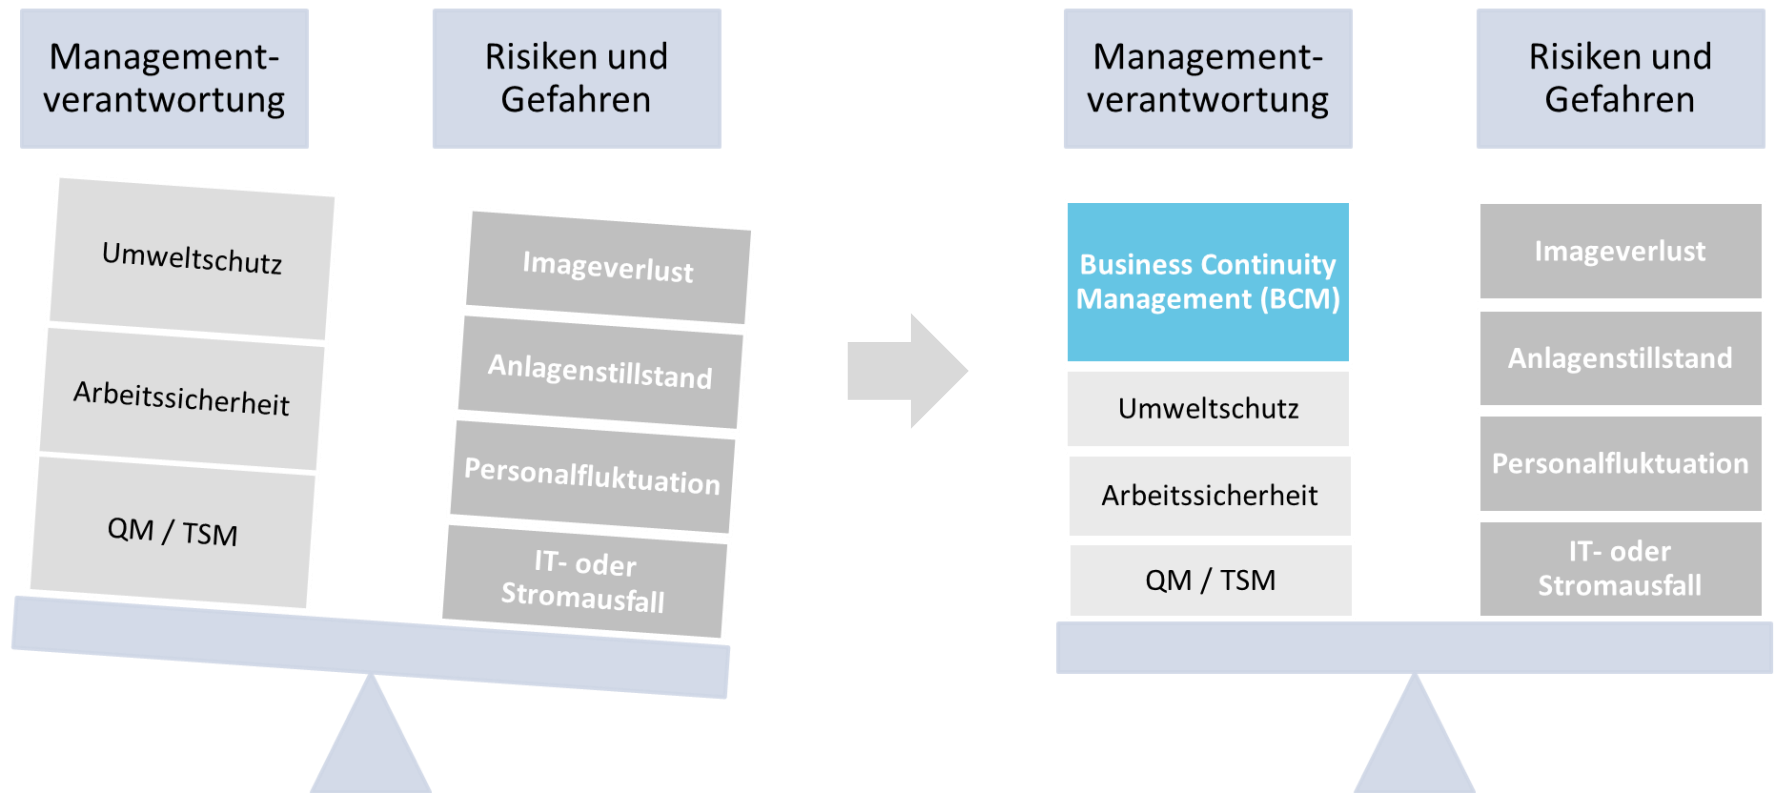 Management-
verantwortung
Risiken und
Gefahren
Umweltschutz
Arbeitssicherheit
QM / TSM
Imageverlust
Anlagenstillstand
Personalfluktuation
IT- oder
Stromausfall
Management-
verantwortung
Risiken und
Gefahren
Business Continuity
Management (BCM)
Umweltschutz
Arbeitssicherheit
QM / TSM
Imageverlust
Anlagenstillstand
Personalfluktuation
IT- oder
Stromausfall